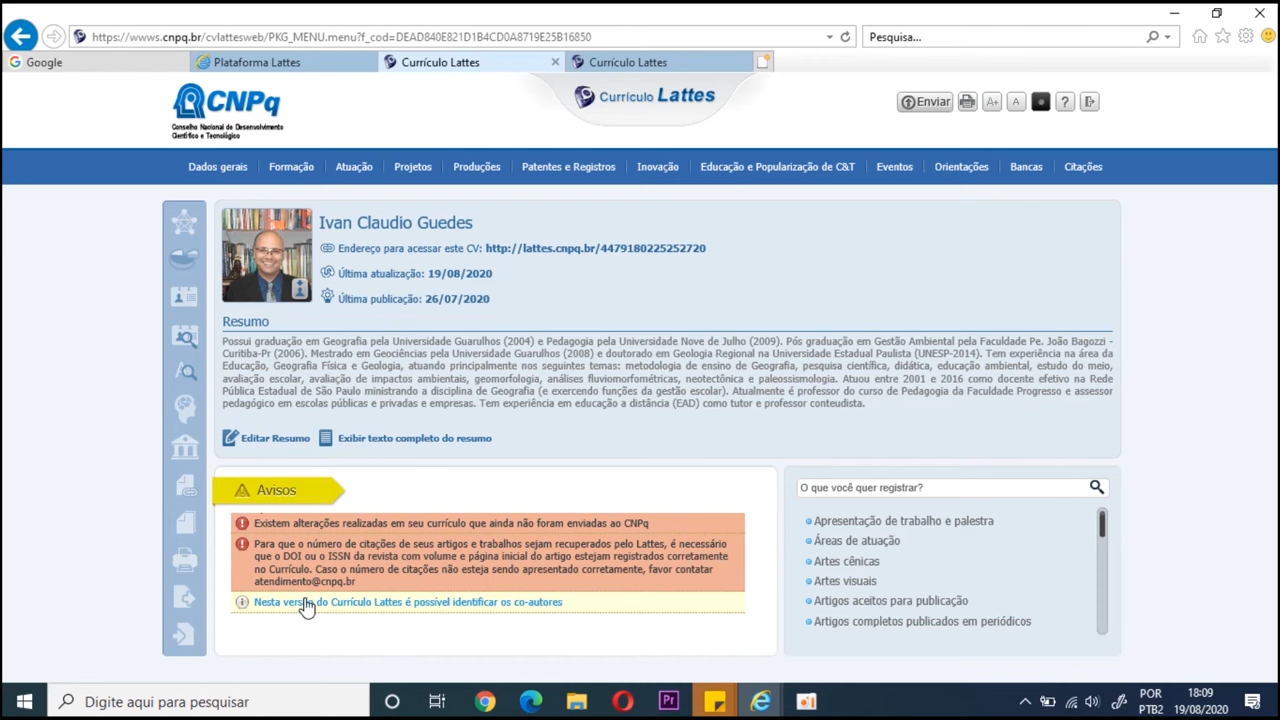 https://wwws.cnpq.br/cvlattesweb/PKG_MENU.menu?f_cod=DEAD840E821D1B4CD0A8719E25B16850
Pesquisa...
Google
Plataforma Lattes
Currículo Lattes
Currículo Lattes
CNPq
Conselho Nacional de Desenvolvimento
Científico e Tecnológico
Currículo Lattes
Enviar
A+
A
?
Dados gerais
Formação
Atuação
Projetos
Produções
Patentes e Registros
Inovação
Educação e Popularização de C&T
Eventos
Orientações
Bancas
Citações
Ivan Claudio Guedes
Endereço para acessar este CV: http://lattes.cnpq.br/4479180225252720
Última atualização: 19/08/2020
Última publicação: 26/07/2020
Resumo
Possui graduação em Geografia pela Universidade Guarulhos (2004) e Pedagogia pela Universidade Nove de Julho (2009). Pós graduação em Gestão Ambiental pela Faculdade Pe. João Bagozzi -
Curitiba-Pr (2006). Mestrado em Geociências pela Universidade Guarulhos (2008) e doutorado em Geologia Regional na Universidade Estadual Paulista (UNESP-2014). Tem experiência na área da
Educação, Geografia Física e Geologia, atuando principalmente nos seguintes temas: metodologia de ensino de Geografia, pesquisa científica, didática, educação ambiental, estudo do meio,
avaliação escolar, avaliação de impactos ambientais, geomorfologia, análises fluviomorfométricas, neotectônica e paleossismologia. Atuou entre 2001 e 2016 como docente efetivo na Rede
Pública Estadual de São Paulo ministrando a disciplina de Geografia (e exercendo funções da gestão escolar). Atualmente é professor do curso de Pedagogia da Faculdade Progresso e assessor
pedagógico em escolas públicas e privadas e empresas. Tem experiência em educação a distância (EAD) como tutor e professor conteudista.
Editar Resumo
Exibir texto completo do resumo
Avisos
Existem alterações realizadas em seu currículo que ainda não foram enviadas ao CNPq
Para que o número de citações de seus artigos e trabalhos sejam recuperados pelo Lattes, é necessário
que o DOI ou o ISSN da revista com volume e página inicial do artigo estejam registrados corretamente
no Currículo. Caso o número de citações não esteja sendo apresentado corretamente, favor contatar
atendimento@cnpq.br
Nesta versão do Currículo Lattes é possível identificar os co-autores
O que você quer registrar?
Apresentação de trabalho e palestra
Áreas de atuação
Artes cênicas
Artes visuais
Artigos aceitos para publicação
Artigos completos publicados em periódicos
Digite aqui para pesquisar
Pr
POR
PTB2
18:09
19/08/2020